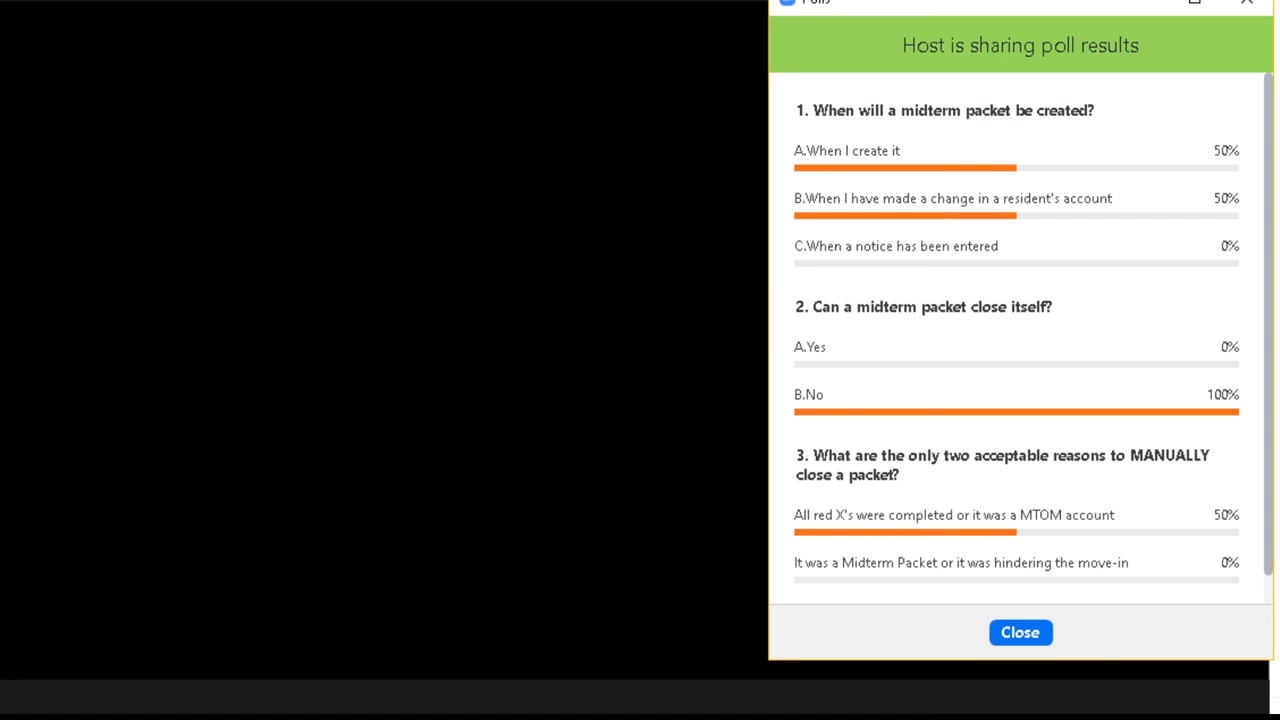 Polls
Host is sharing poll results
1. When will a midterm packet be created?
A.When I create it 50%
B.When I have made a change in a resident's account 50%
C.When a notice has been entered 0%
2. Can a midterm packet close itself?
A.Yes 0%
B.No 100%
3. What are the only two acceptable reasons to MANUALLY
close a packet?
All red X's were completed or it was a MTOM account 50%
It was a Midterm Packet or it was hindering the move-in 0%
Close